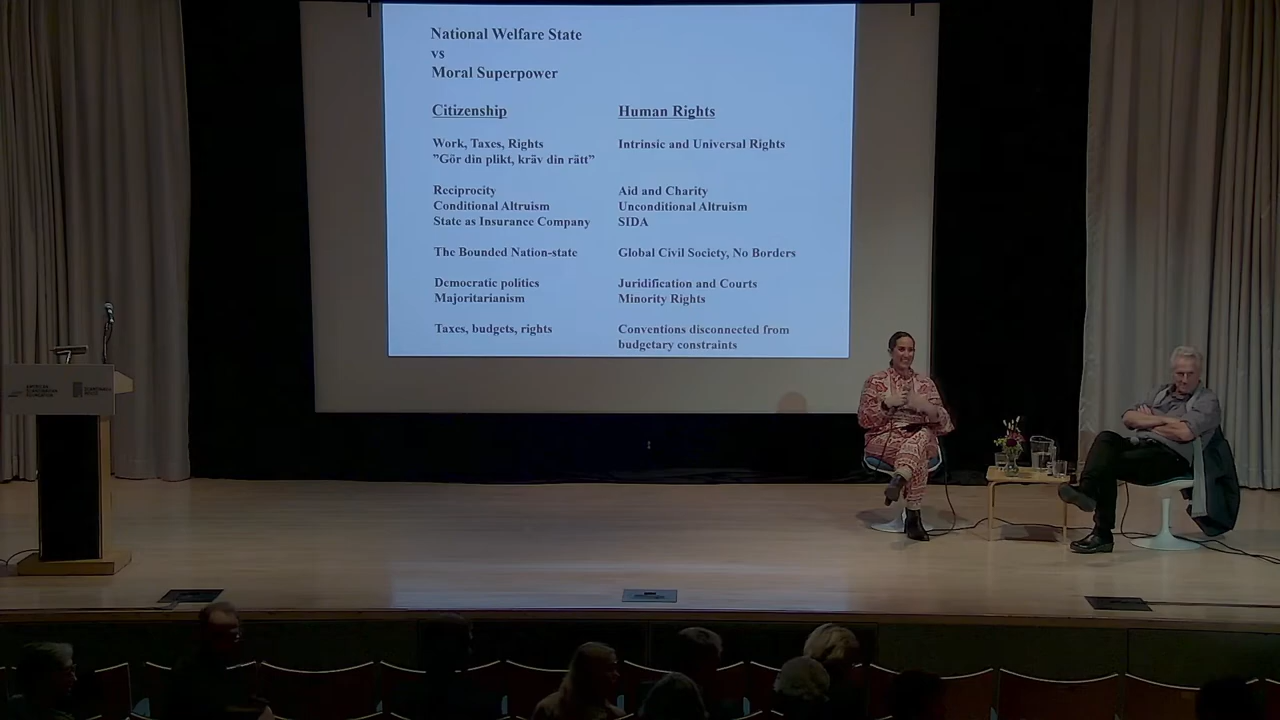 National Welfare State
vs
Moral Superpower
Citizenship
Work, Taxes, Rights
”Gör din plikt, kräv din rätt”
Reciprocity
Conditional Altruism
State as Insurance Company
The Bounded Nation-state
Democratic politics
Majoritarianism
Taxes, budgets, rights
Human Rights
Intrinsic and Universal Rights
Aid and Charity
Unconditional Altruism
SIDA
Global Civil Society, No Borders
Juridification and Courts
Minority Rights
Conventions disconnected from
budgetary constraints